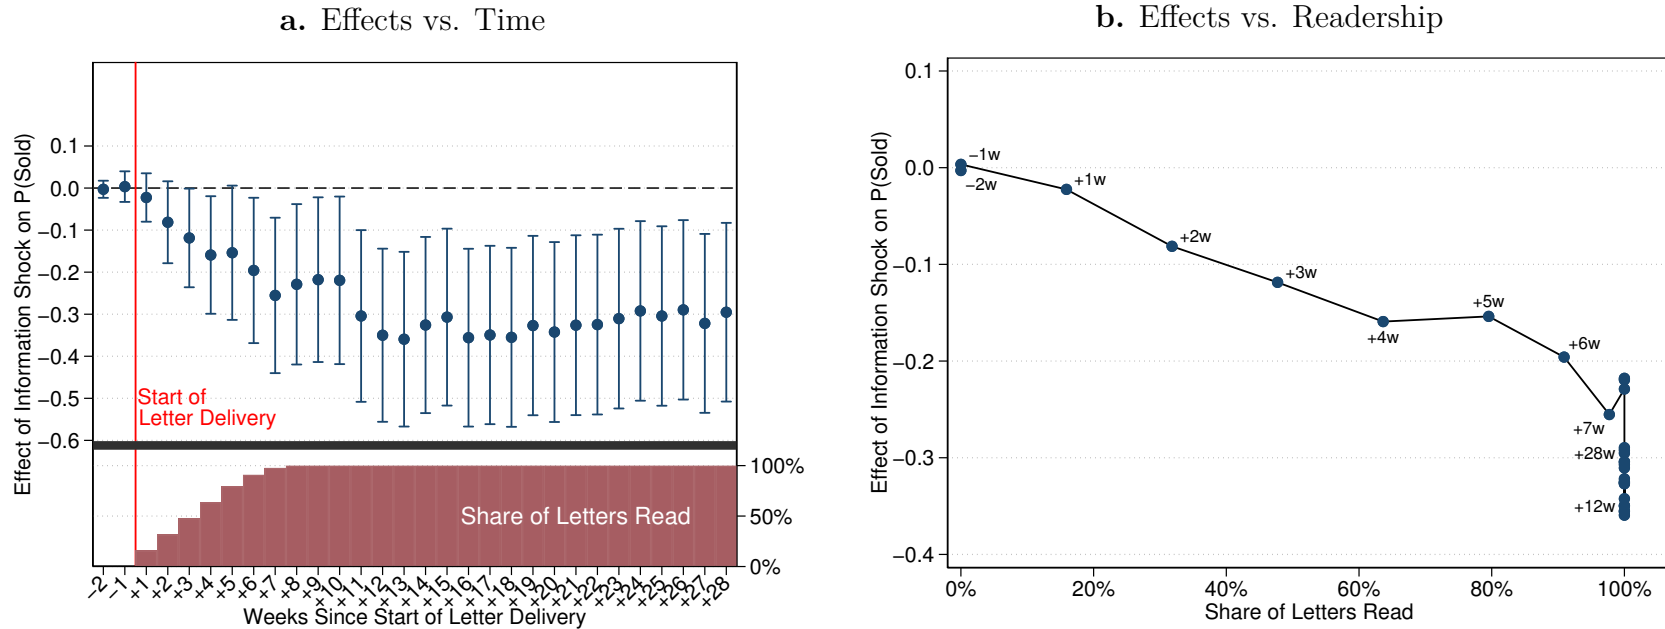 a. Effects vs. Time
Effect of Information Shock on P(Sold)
0.1
0.0
−0.1
−0.2
−0.3
−0.4
−0.5
−0.6
Start of
Letter Delivery
Share of Letters Read
100%
50%
0%
−2 −1 +1 +2 +3 +4 +5 +6 +7 +8 +9 +10 +11 +12 +13 +14 +15 +16 +17 +18 +19 +20 +21 +22 +23 +24 +25 +26 +27 +28
Weeks Since Start of Letter Delivery
b. Effects vs. Readership
Effect of Information Shock on P(Sold)
0.1
0.0
−0.1
−0.2
−0.3
−0.4
−1w
−2w
+1w
+2w
+3w
+4w
+5w
+6w
+7w
+28w
+12w
0% 20% 40% 60% 80% 100%
Share of Letters Read